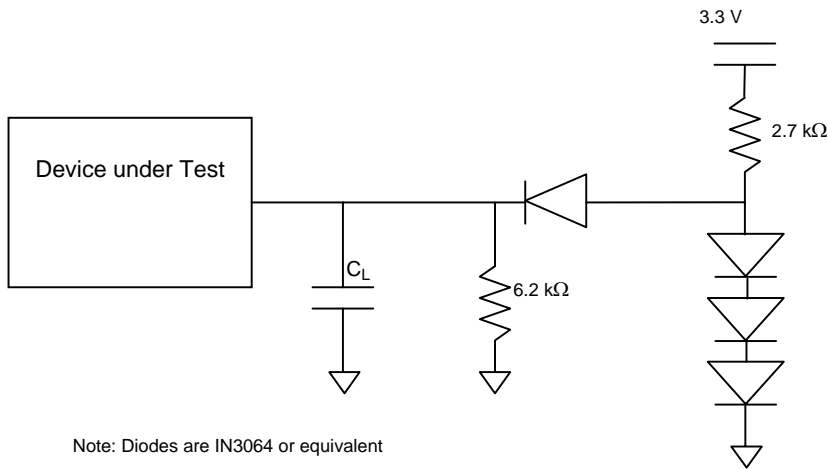 3.3 V
2.7 kΩ
Device under Test
C_L
6.2 kΩ
Note: Diodes are IN3064 or equivalent